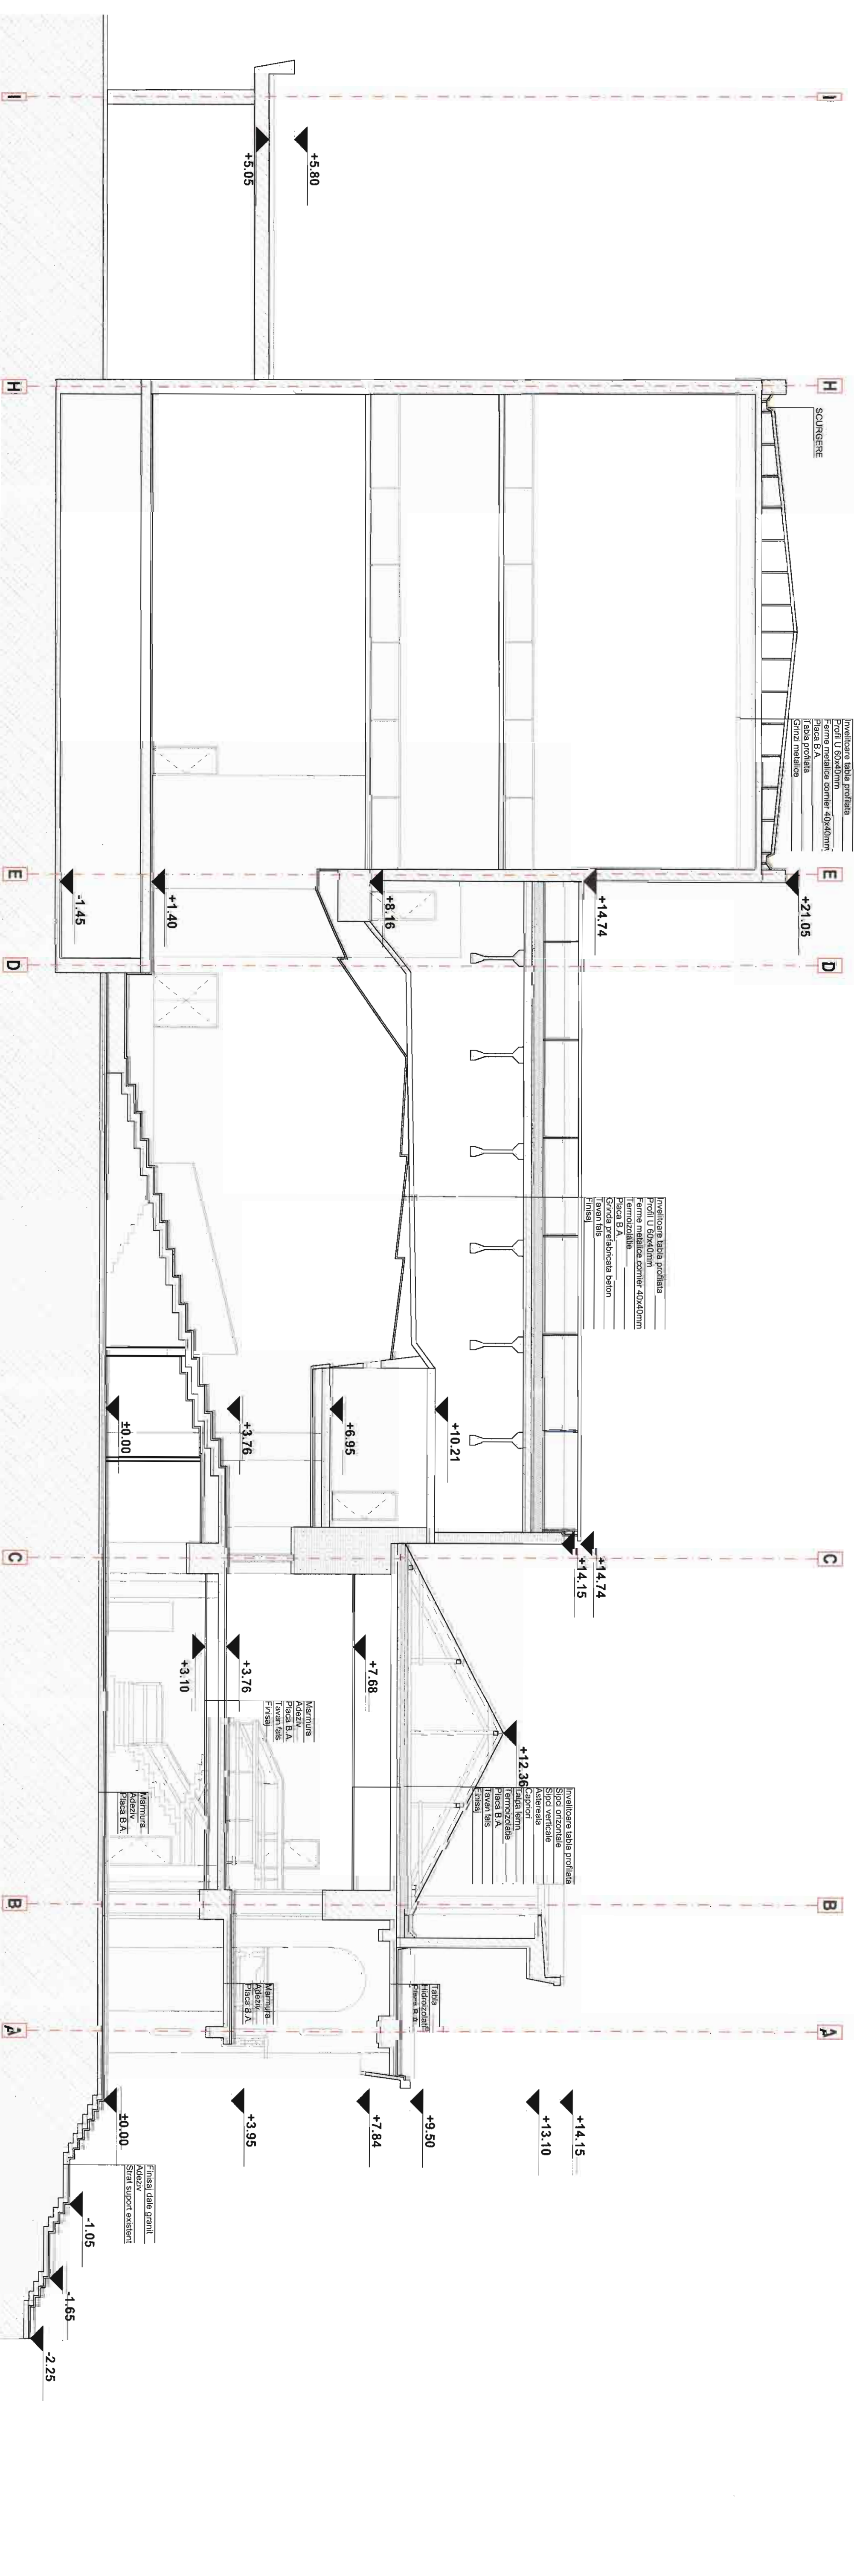 I
H
E
D
C
B
A
I
H
E
D
C
B
A
+5.80
+5.05
SCURGERE
Invelitoare tabla profilata
Profil U 60x40mm
Ferme metalice cornier 40x40mm
Placa B.A.
Tabla profilata
Grinzi metalice
+21.05
+14.74
+8.16
+1.40
-1.45
Invelitoare tabla profilata
Profil U 60x40mm
Ferme metalice cornier 40x40mm
Termoizolatie
Placa B.A.
Grinda prefabricata beton
Tavan fals
Finisaj
+10.21
+6.95
+3.76
±0.00
+14.74
+14.15
+7.68
+3.76
+3.10
+12.36
Marmura
Adeziv
Placa B.A.
Tavan fals
Finisaj
Invelitoare tabla profilata
Sipci orizontale
Sipci verticale
Astereala
Capriori
Talpa lemn
Termoizolatie
Placa B.A.
Tavan fals
Finisaj
Marmura
Adeziv
Placa B.A.
Tabla
Hidroizolatie
Placa B.A.
Marmura
Adeziv
Placa B.A.
+14.15
+13.10
+9.50
+7.84
+3.95
±0.00
Finisaj dale granit
Adeziv
Strat suport existent
-1.05
-1.65
-2.25